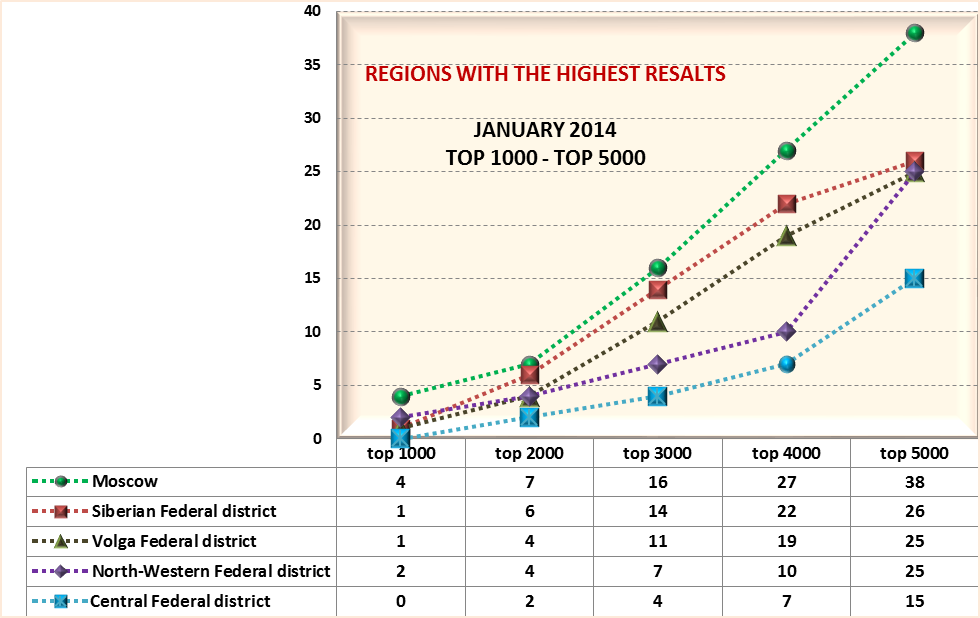 REGIONS WITH THE HIGHEST RESALTS
JANUARY 2014
TOP 1000 - TOP 5000
40
35
30
25
20
15
10
5
0
top 1000 top 2000 top 3000 top 4000 top 5000
Moscow 4 7 16 27 38
Siberian Federal district 1 6 14 22 26
Volga Federal district 1 4 11 19 25
North-Western Federal district 2 4 7 10 25
Central Federal district 0 2 4 7 15